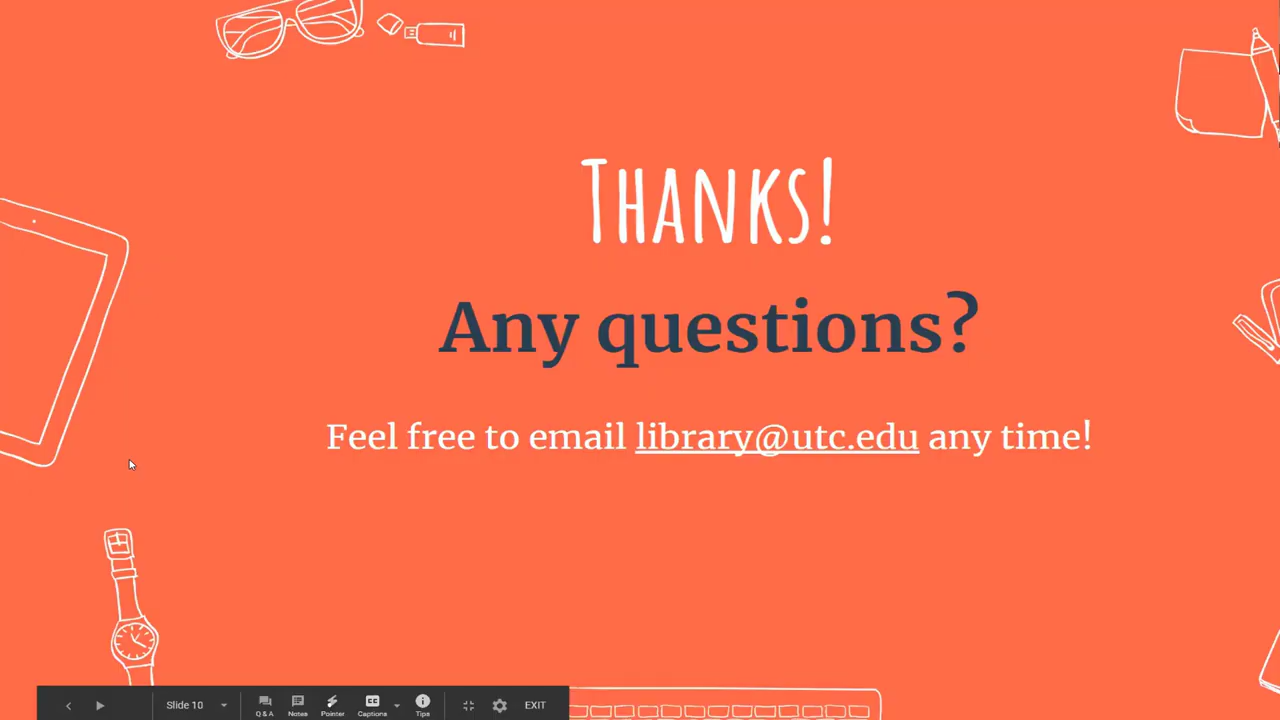 THANKS!
Any questions?
Feel free to email library@utc.edu any time!
Slide 10
Q & A
Notes
Pointer
CC
Captions
Tips
EXIT